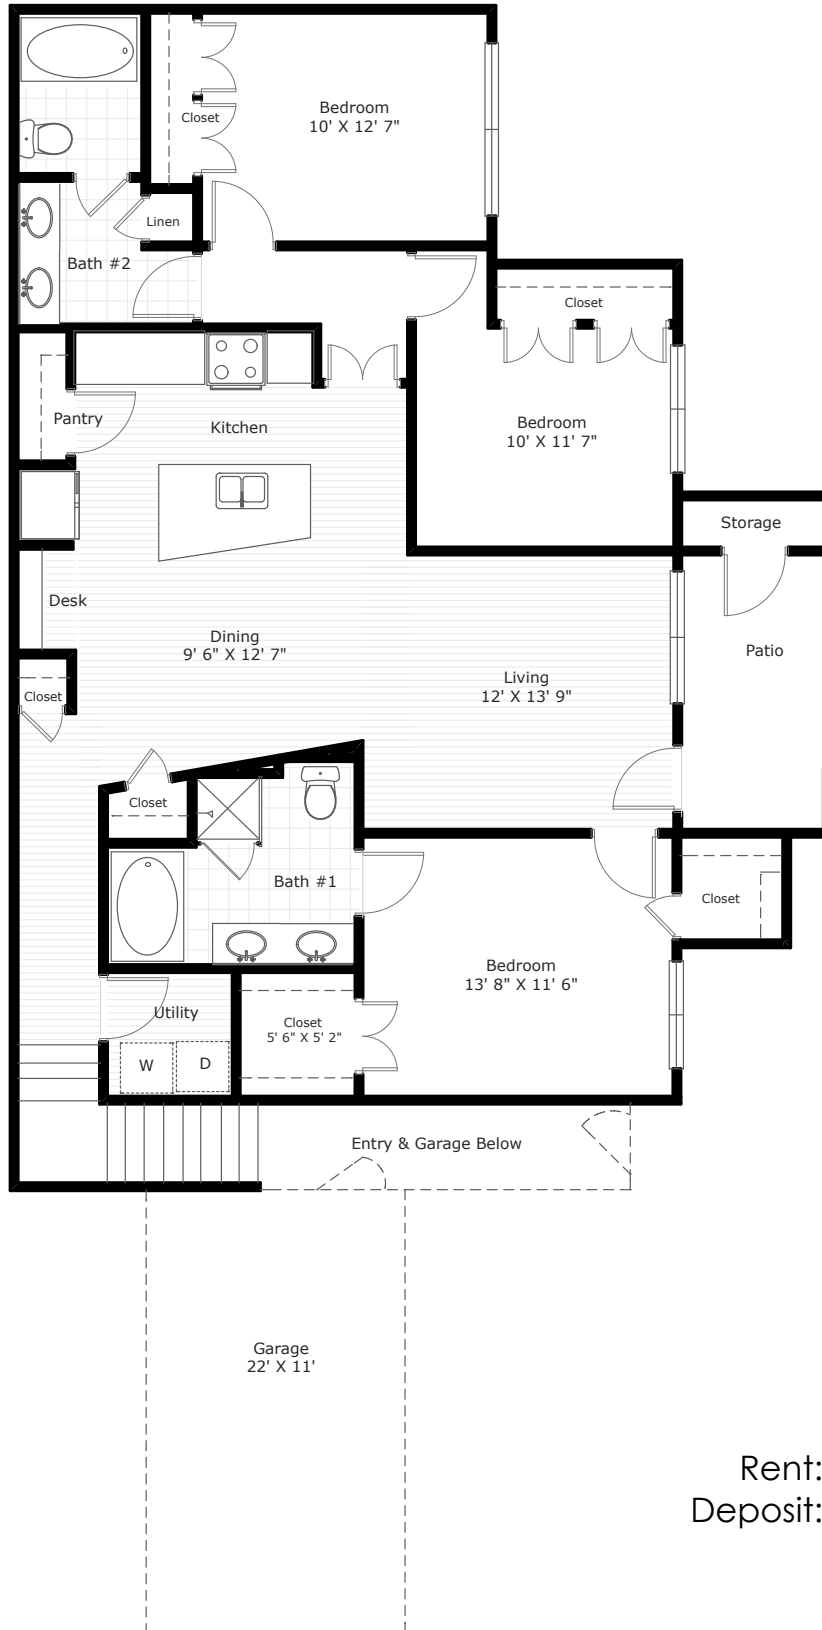 Bedroom
10' X 12' 7"
Closet
Linen
Bath #2
Closet
Pantry
Kitchen
Bedroom
10' X 11' 7"
Storage
Desk
Dining
9' 6" X 12' 7"
Patio
Living
12' X 13' 9"
Closet
Closet
Bath #1
Closet
Bedroom
13' 8" X 11' 6"
Utility
Closet
5' 6" X 5' 2"
W
D
Entry & Garage Below
Garage
22' X 11'
Rent:
Deposit: